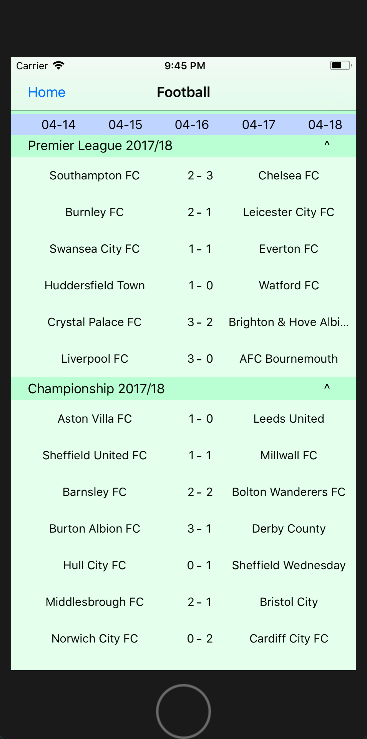 Carrier 9:45 PM
Home Football
04-14 04-15 04-16 04-17 04-18
Premier League 2017/18 ^
Southampton FC 2 - 3 Chelsea FC
Burnley FC 2 - 1 Leicester City FC
Swansea City FC 1 - 1 Everton FC
Huddersfield Town 1 - 0 Watford FC
Crystal Palace FC 3 - 2 Brighton & Hove Albi...
Liverpool FC 3 - 0 AFC Bournemouth
Championship 2017/18 ^
Aston Villa FC 1 - 0 Leeds United
Sheffield United FC 1 - 1 Millwall FC
Barnsley FC 2 - 2 Bolton Wanderers FC
Burton Albion FC 3 - 1 Derby County
Hull City FC 0 - 1 Sheffield Wednesday
Middlesbrough FC 2 - 1 Bristol City
Norwich City FC 0 - 2 Cardiff City FC